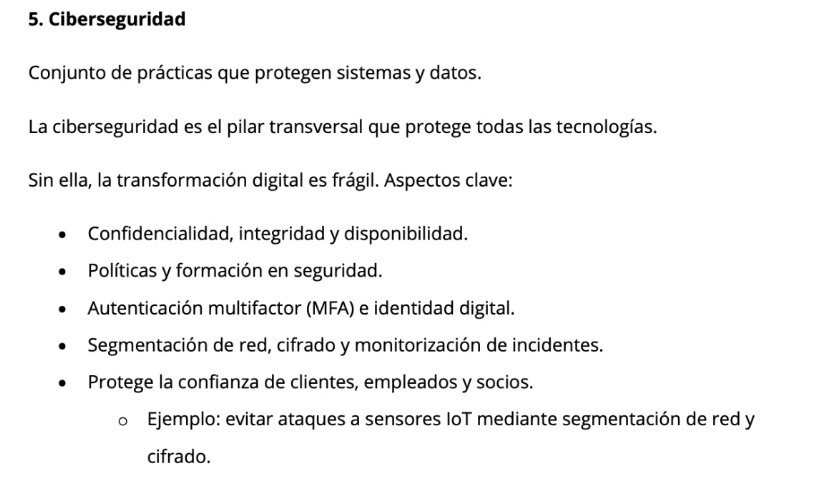 5. Ciberseguridad
Conjunto de prácticas que protegen sistemas y datos.
La ciberseguridad es el pilar transversal que protege todas las tecnologías.
Sin ella, la transformación digital es frágil. Aspectos clave:
• Confidencialidad, integridad y disponibilidad.
• Políticas y formación en seguridad.
• Autenticación multifactor (MFA) e identidad digital.
• Segmentación de red, cifrado y monitorización de incidentes.
• Protege la confianza de clientes, empleados y socios.
o Ejemplo: evitar ataques a sensores IoT mediante segmentación de red y
cifrado.